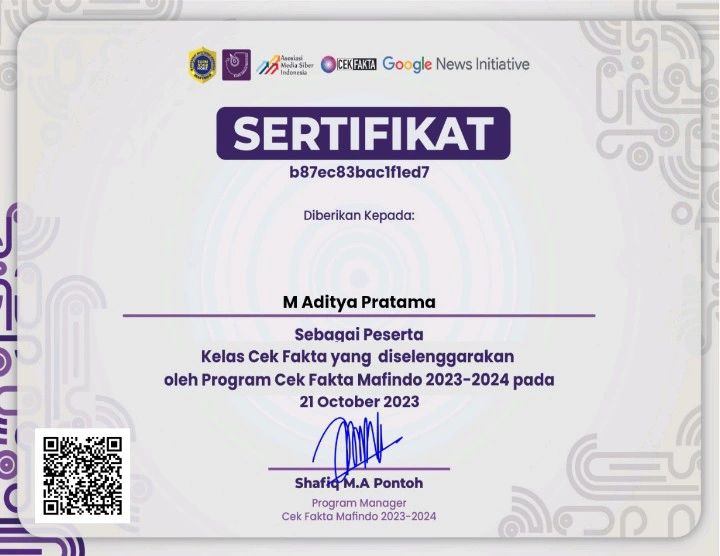 Asosiasi
Media Siber
Indonesia
CEKFAKTA
Google News Initiative
SERTIFIKAT
b87ec83bac1f1ed7
Diberikan Kepada:
M Aditya Pratama
Sebagai Peserta
Kelas Cek Fakta yang diselenggarakan
oleh Program Cek Fakta Mafindo 2023-2024 pada
21 October 2023
Shafiq M.A Pontoh
Program Manager
Cek Fakta Mafindo 2023-2024